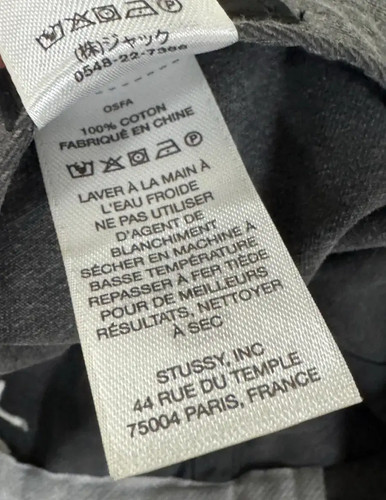 (株)ジャック
0548-22-7366
OSFA
100% COTON
FABRIQUÉ EN CHINE
LAVER À LA MAIN À
L'EAU FROIDE
NE PAS UTILISER
D'AGENT DE
BLANCHIMENT
SÉCHER EN MACHINE À
BASSE TEMPÉRATURE
REPASSER À FER TIÈDE
POUR DE MEILLEURS
RÉSULTATS, NETTOYER
À SEC
STUSSY, INC
44 RUE DU TEMPLE
75004 PARIS, FRANCE